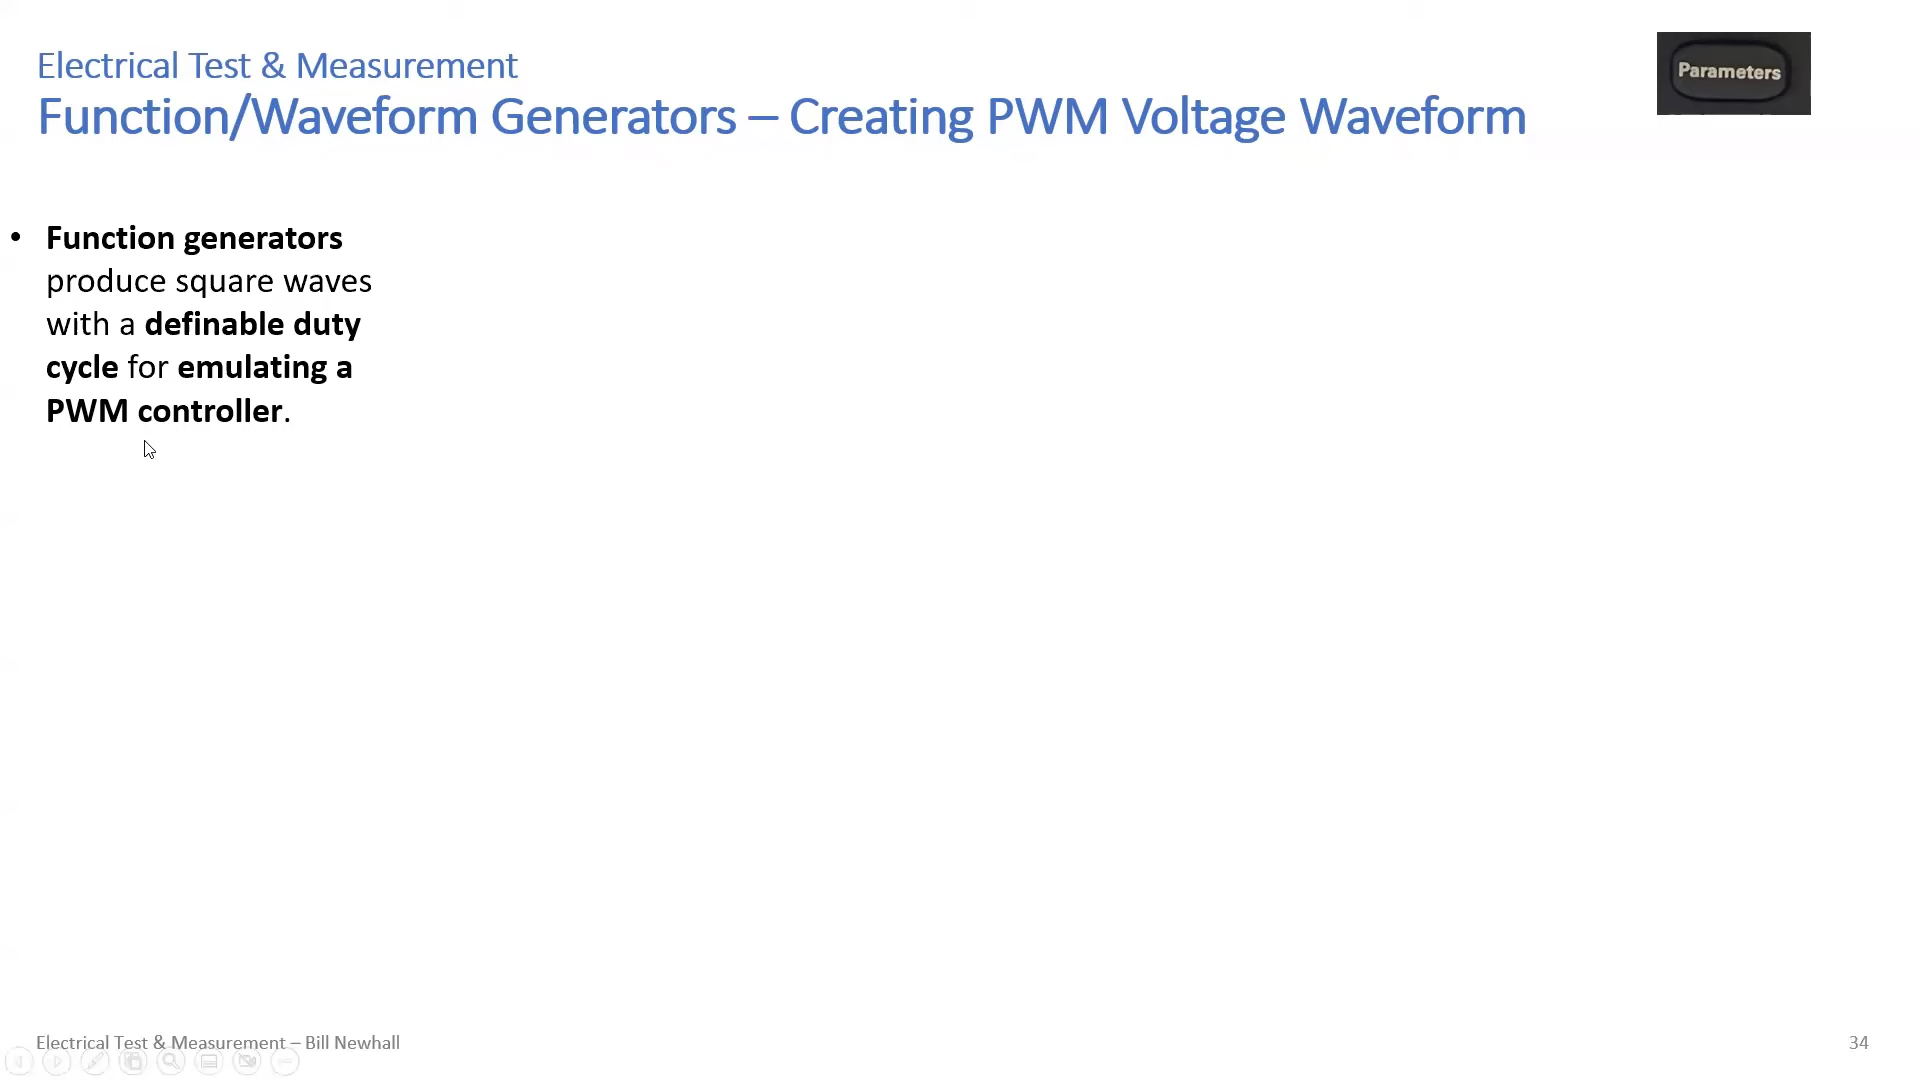 Electrical Test & Measurement
Function/Waveform Generators – Creating PWM Voltage Waveform
Parameters
• Function generators
produce square waves
with a definable duty
cycle for emulating a
PWM controller.
Electrical Test & Measurement – Bill Newhall
34